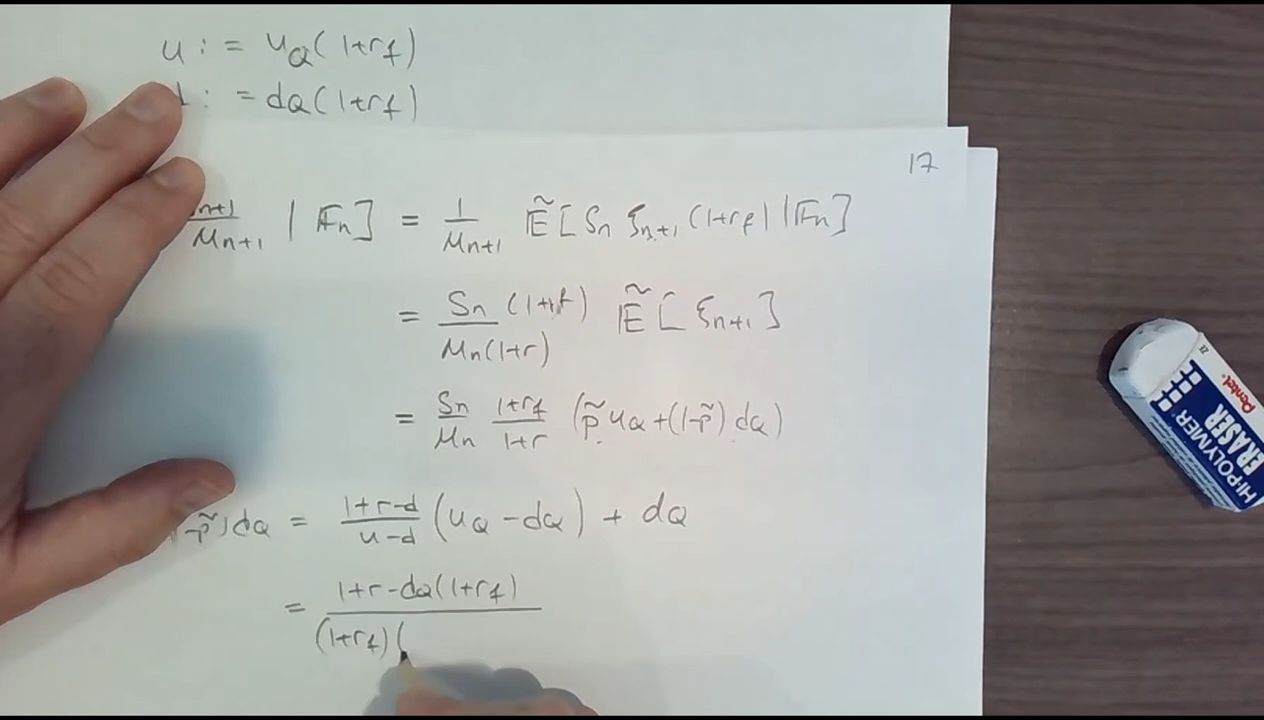 u : = u_Q (1+r_f)
: = d_Q (1+r_f)
17
n+1 / M_{n+1} | F_n ] = 1 / M_{n+1} Ẽ [ S_n ξ_{n+1} (1+r_f) | F_n ]
= S_n (1+r_f) / M_n (1+r) Ẽ [ ξ_{n+1} ]
= S_n / M_n 1+r_f / 1+r ( p̃ u_Q + (1-p̃) d_Q )
-p̃ ) d_Q = 1+r-d / u-d ( u_Q - d_Q ) + d_Q
= 1+r-d_Q (1+r_f) / (1+r_f) (
Pentel
HI-POLYMER
ERASER